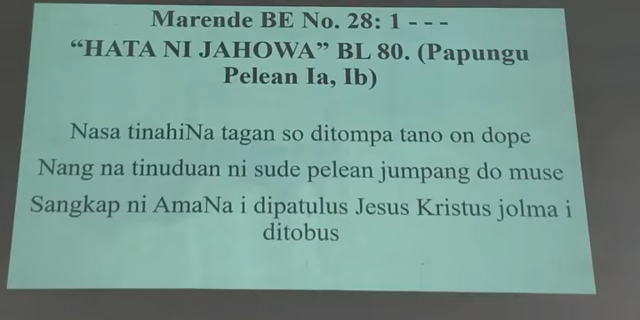 Marende BE No. 28: 1 - - -
“HATA NI JAHOWA” BL 80. (Papungu
Pelean Ia, Ib)
Nasa tinahiNa tagan so ditompa tano on dope
Nang na tinuduan ni sude pelean jumpang do muse
Sangkap ni AmaNa i dipatulus Jesus Kristus jolma i
ditobus